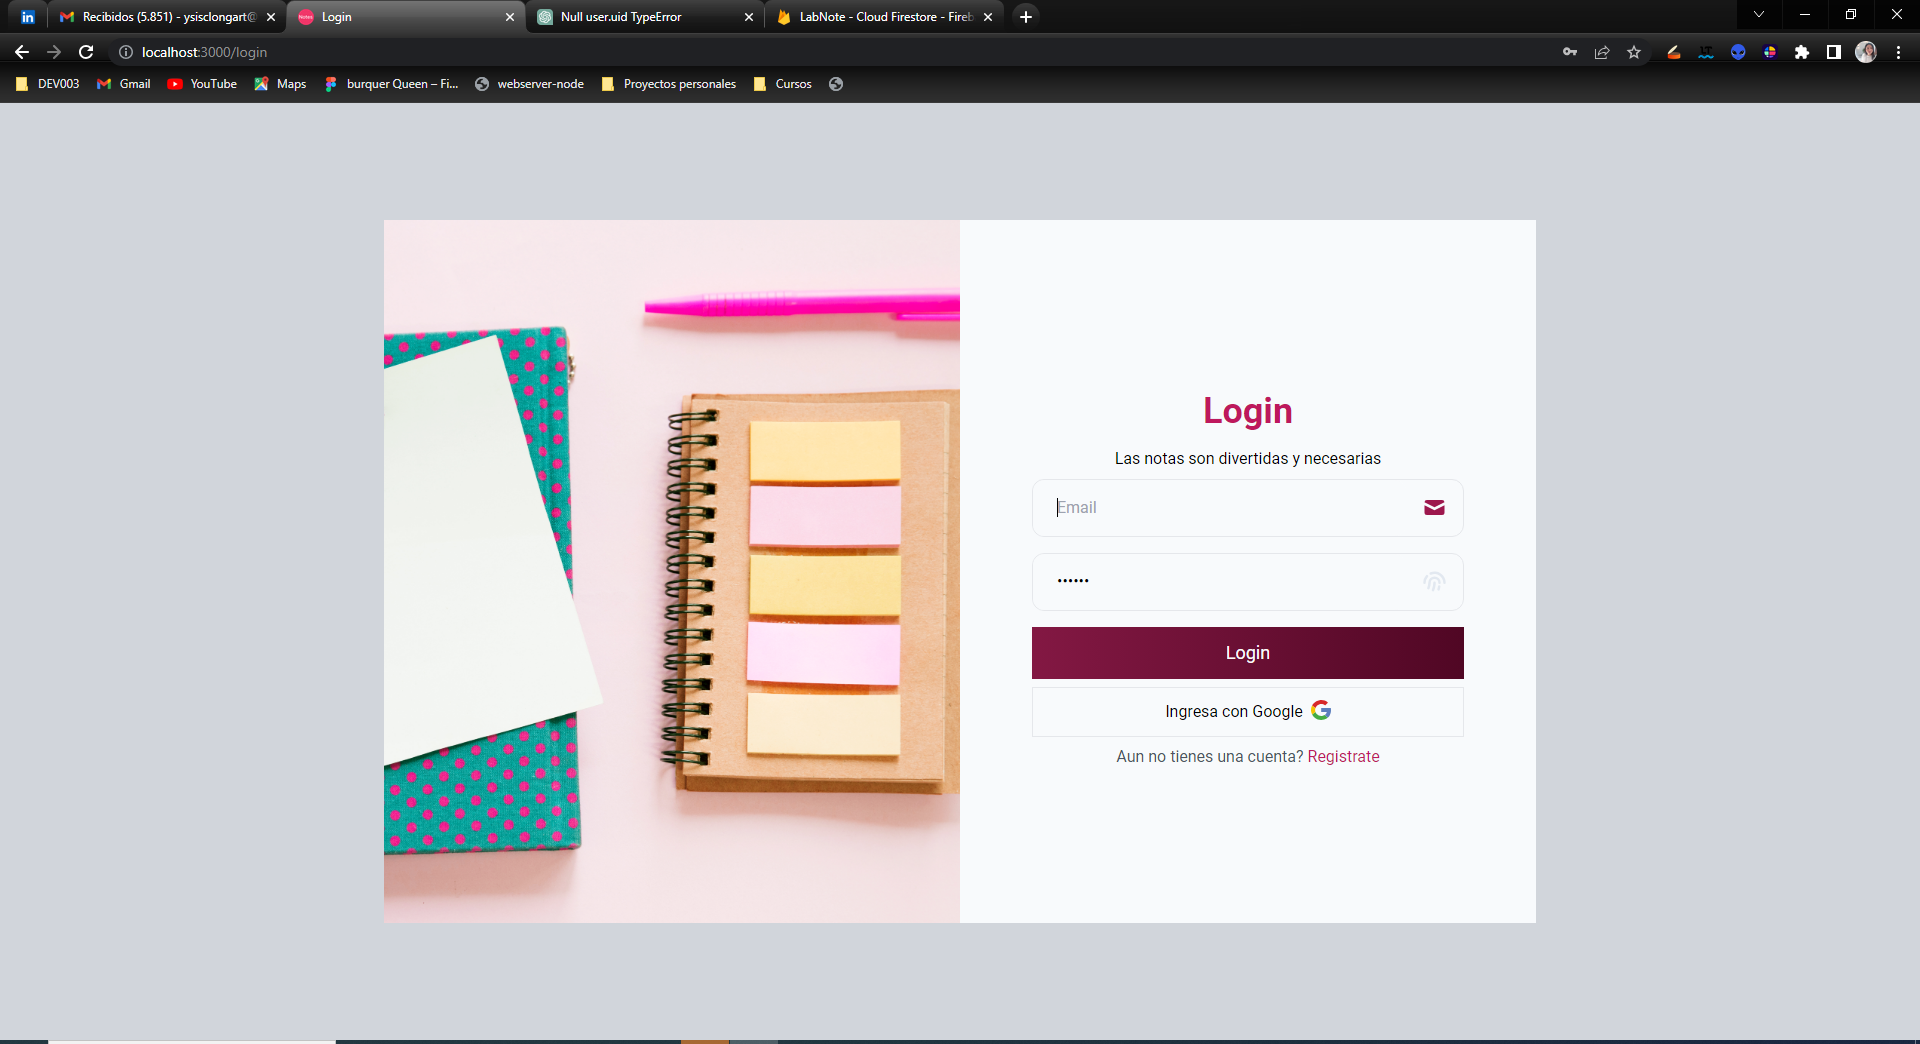 Recibidos (5.851) - ysisclongart@
Login
Null user.uid TypeError
LabNote - Cloud Firestore - Fireb
localhost:3000/login
DEV003
Gmail
YouTube
Maps
burquer Queen – Fi...
webserver-node
Proyectos personales
Cursos
Login
Las notas son divertidas y necesarias
Email
••••••
Login
Ingresa con Google
Aun no tienes una cuenta? Registrate